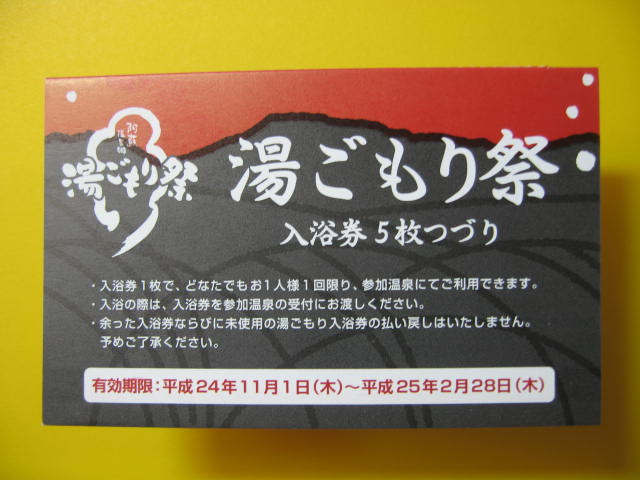 阿蘇
湯ごもり祭
湯ごもり祭
入浴券5枚つづり
・入浴券1枚で、どなたでもお1人様1回限り、参加温泉にてご利用できます。
・入浴の際は、入浴券を参加温泉の受付にお渡しください。
・余った入浴券ならびに未使用の湯ごもり入浴券の払い戻しはいたしません。
予めご了承ください。
有効期限：平成24年11月1日(木)～平成25年2月28日(木)